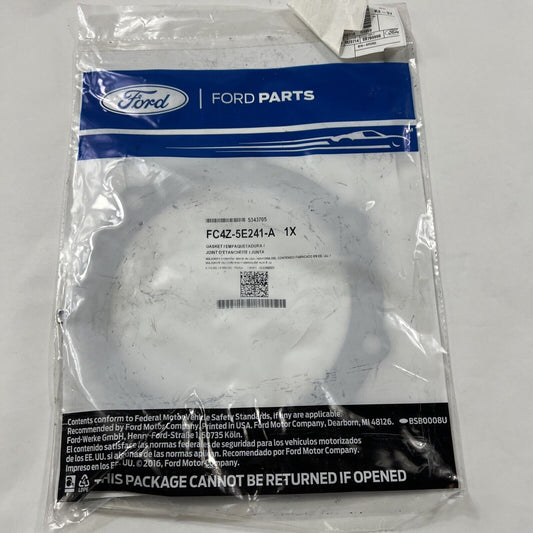 Ford
FORD PARTS
5343705
FC4Z-5E241-A 1X
GASKET / EMPAQUETADURA /
JOINT D'ETANCHEITE / JUNTA
Contents conform to Federal Motor Vehicle Safety Standards, if any are applicable.
Recommended by Ford Motor Company. Printed in USA. Ford Motor Company, Dearborn, MI 48126.
BSB0008U
Ford-Werke GmbH, Henry-Ford-Straße 1, 50735 Köln.
El contenido satisface las normas federales de seguridad para los vehículos motorizados
de los EE. UU. si alguna de las normas aplica. Recomendado por Ford Motor Company.
Impreso en los EE. UU. © 2016, Ford Motor Company.
THIS PACKAGE CANNOT BE RETURNED IF OPENED
4
LDPE